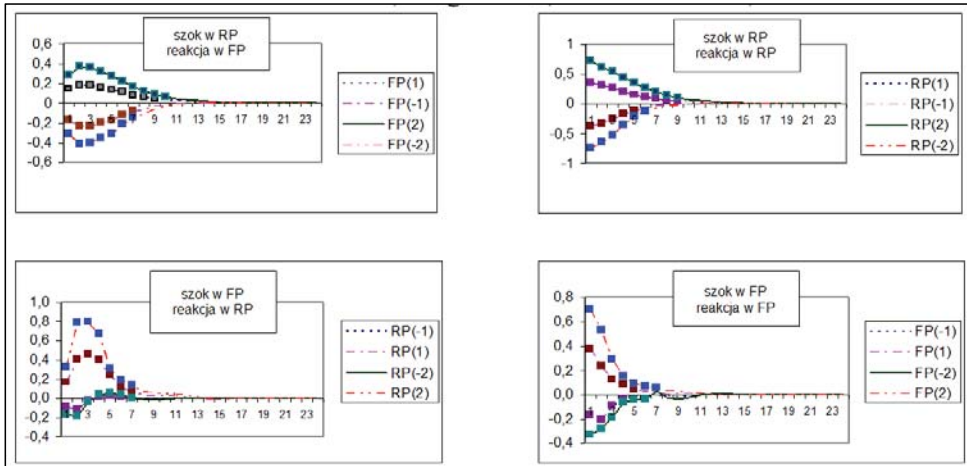 szok w RP
reakcja w FP
0,6
0,4
0,2
0
-0,2
-0,4
-0,6
1 3 5 7 9 11 13 15 17 19 21 23
FP(1)
FP(-1)
FP(2)
FP(-2)
szok w RP
reakcja w RP
1
0,5
0
-0,5
-1
1 3 5 7 9 11 13 15 17 19 21 23
RP(1)
RP(-1)
RP(2)
RP(-2)
szok w FP
reakcja w RP
1,0
0,8
0,6
0,4
0,2
0,0
-0,2
-0,4
3 5 7 9 11 13 15 17 19 21 23
RP(-1)
RP(1)
RP(-2)
RP(2)
szok w FP
reakcja w FP
0,8
0,6
0,4
0,2
0
-0,2
-0,4
1 3 5 7 9 11 13 15 17 19 21 23
FP(-1)
FP(1)
FP(-2)
FP(2)